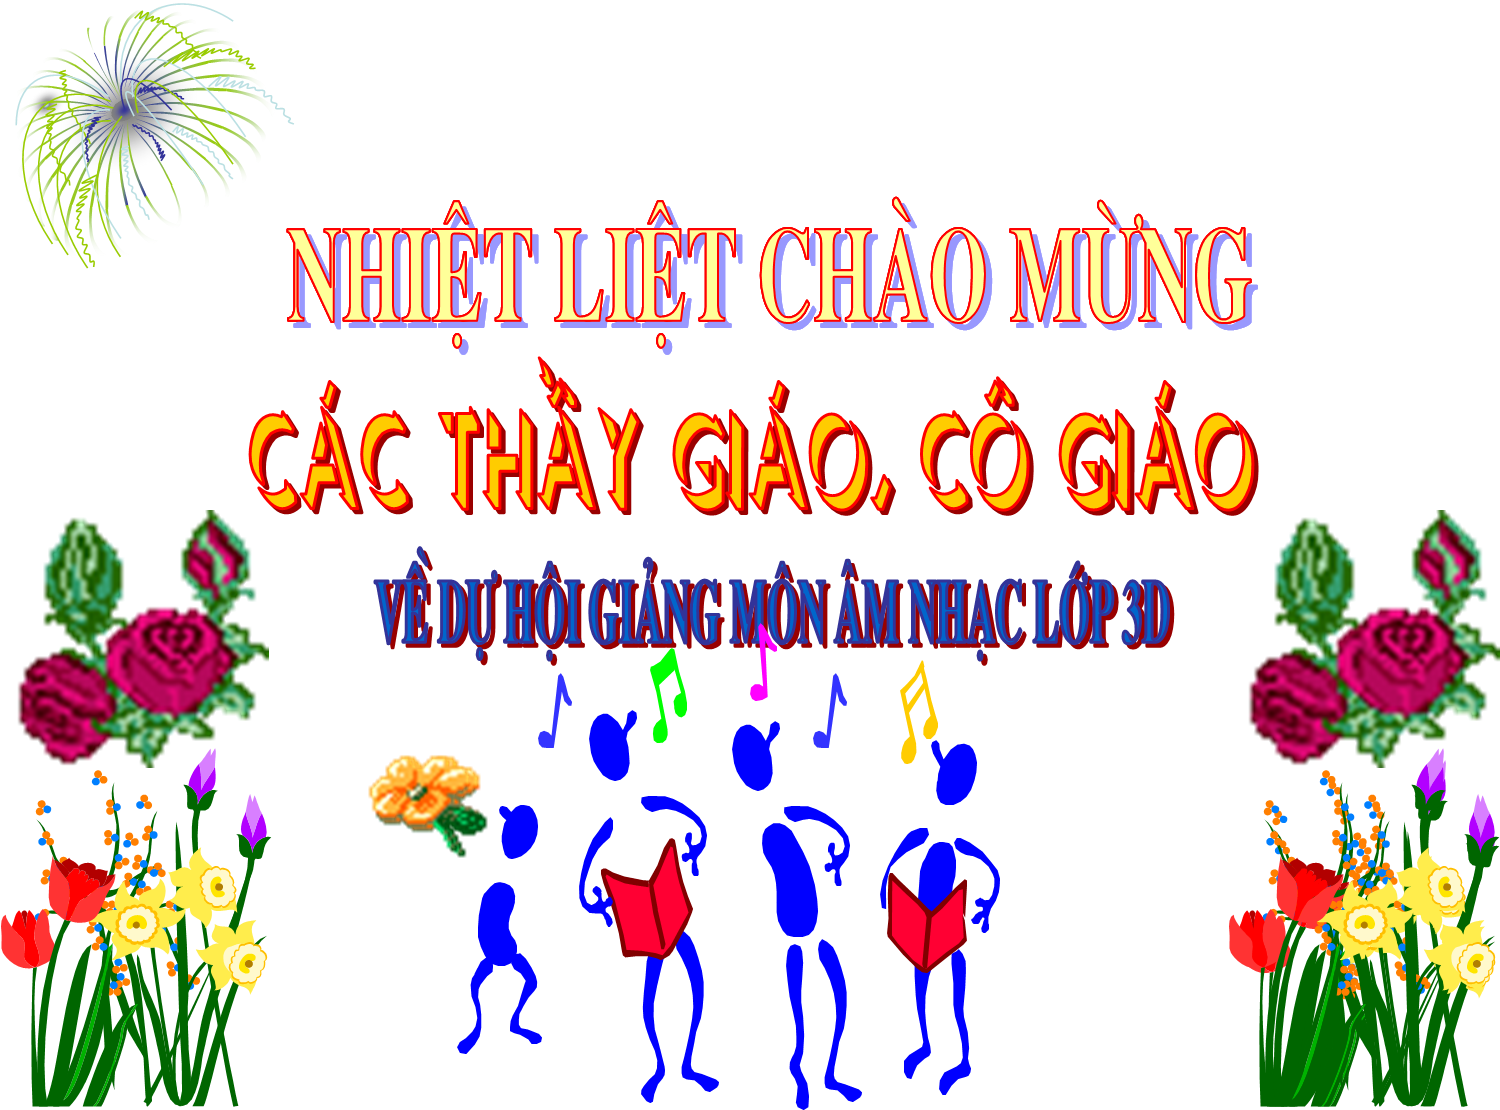 NHIỆT LIỆT CHÀO MỪNG
CÁC THẦY GIÁO, CÔ GIÁO
VỀ DỰ HỘI GIẢNG MÔN ÂM NHẠC LỚP 3D